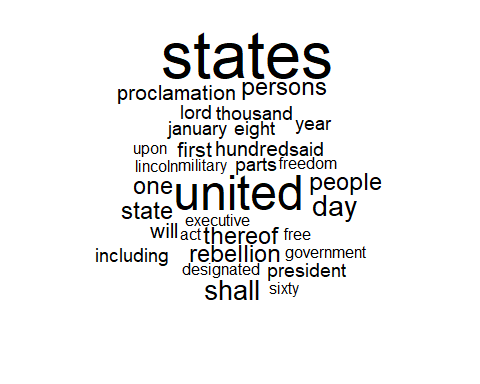 states
proclamation persons
lord thousand
january eight year
upon first hundred said
lincoln military parts freedom
one united people
state day
executive
will act thereof free
including rebellion government
designated president
shall sixty